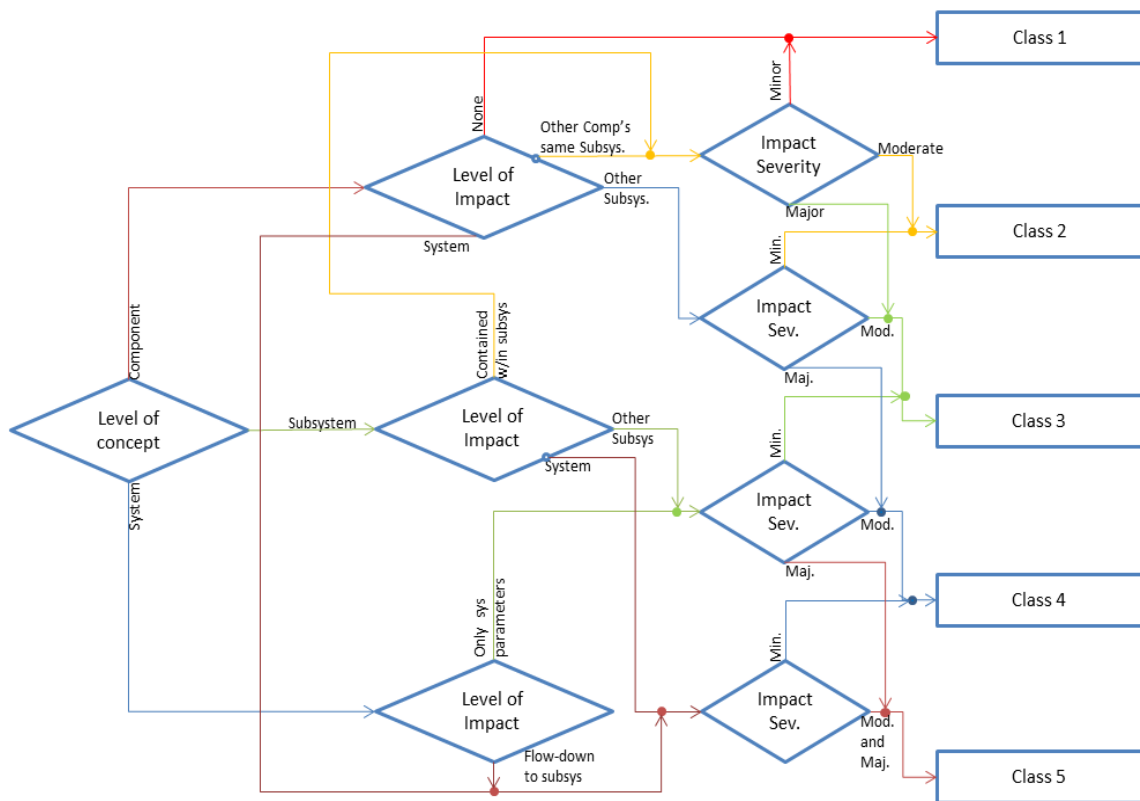 Class 1
Minor
None
Other Comp's
same Subsys.
Impact
Severity
Moderate
Level of
Impact
Other
Subsys.
Major
Class 2
System
Min.
Component
Contained
w/in subsys
Impact
Sev.
Mod.
Maj.
Level of
concept
Subsystem
Level of
Impact
Other
Subsys
System
Min.
Class 3
System
Impact
Sev.
Mod.
Maj.
Only sys
parameters
Class 4
Min.
Level of
Impact
Impact
Sev.
Mod.
and
Maj.
Flow-down
to subsys
Class 5